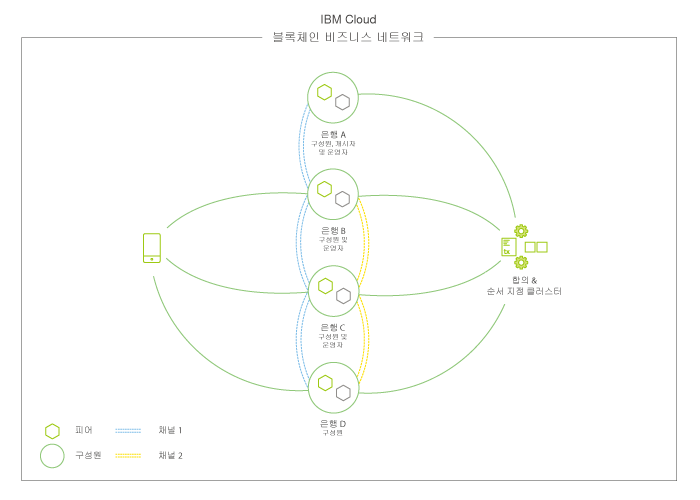 IBM Cloud
블록체인 비즈니스 네트워크
은행 A
구성원, 개시자
및 운영자
은행 B
구성원 및
운영자
합의 &
순서 지정 클러스터
은행 C
구성원 및
운영자
은행 D
구성원
피어
채널 1
구성원
채널 2